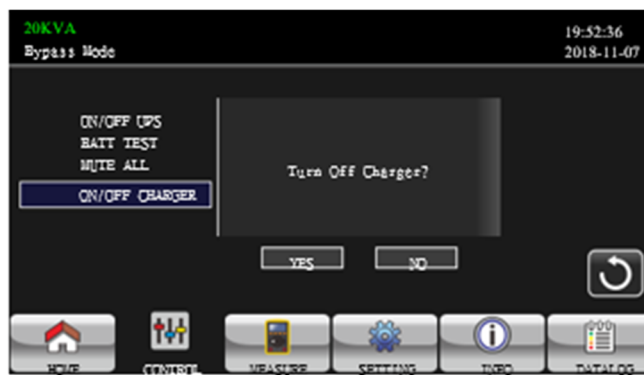 20KVA
19:52:36
Bypass Mode
2018-11-07
ON/OFF UPS
BATT TEST
MUTE ALL
Turn Off Charger?
ON/OFF CHARGER
YES
NO
HOME
CONTROL
MEASURE
SETTING
INFO
DATALOG